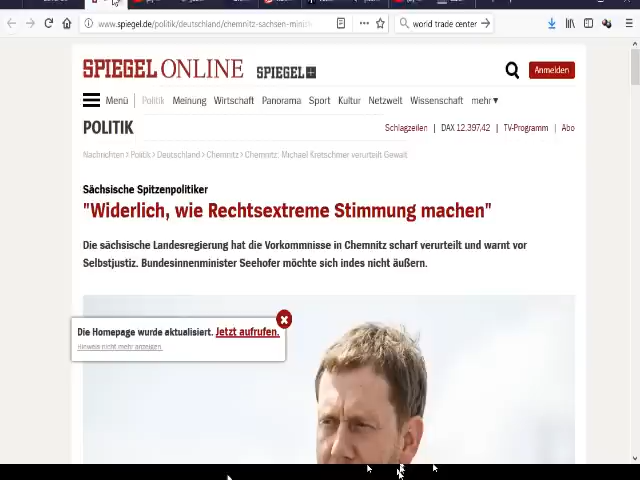 www.spiegel.de/politik/deutschland/chemnitz-sachsen-minist
world trade center
SPIEGEL ONLINE SPIEGEL+
Anmelden
Menü Politik Meinung Wirtschaft Panorama Sport Kultur Netzwelt Wissenschaft mehr▼
POLITIK
Schlagzeilen | DAX 12.397,42 | TV-Programm | Abo
Nachrichten > Politik > Deutschland > Chemnitz > Chemnitz: Michael Kretschmer verurteilt Gewalt
Sächsische Spitzenpolitiker
"Widerlich, wie Rechtsextreme Stimmung machen"
Die sächsische Landesregierung hat die Vorkommnisse in Chemnitz scharf verurteilt und warnt vor
Selbstjustiz. Bundesinnenminister Seehofer möchte sich indes nicht äußern.
Die Homepage wurde aktualisiert. Jetzt aufrufen.
Hinweis nicht mehr anzeigen.